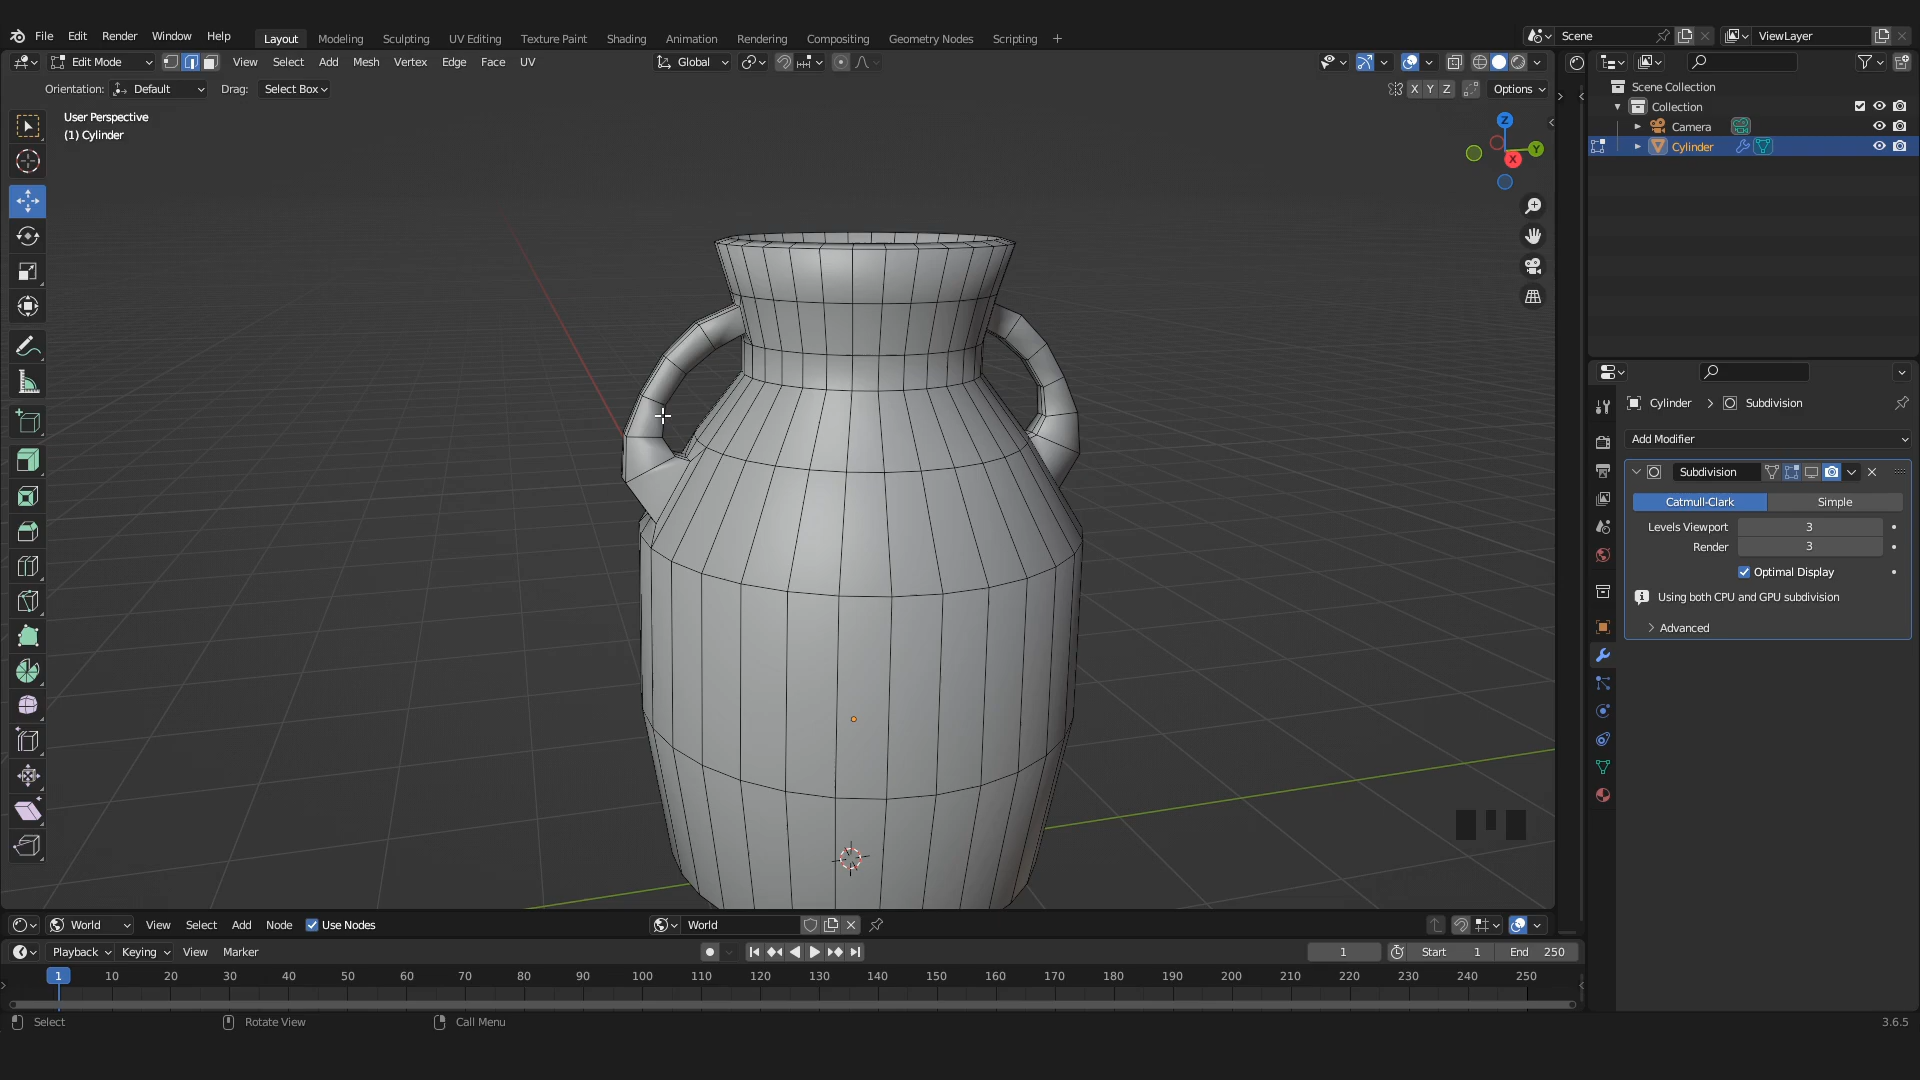 File Edit Render Window Help Layout Modeling Sculpting UV Editing Texture Paint Shading Animation Rendering Compositing Geometry Nodes Scripting + Scene ViewLayer
Edit Mode View Select Add Mesh Vertex Edge Face UV Global
Orientation: Default Drag: Select Box X Y Z Options
User Perspective
(1) Cylinder
Z
Y
X
Scene Collection
Collection
Camera
Cylinder
Cylinder > Subdivision
Add Modifier
Subdivision
Catmull-Clark Simple
Levels Viewport 3
Render 3
Optimal Display
Using both CPU and GPU subdivision
Advanced
World View Select Add Node Use Nodes World
Playback Keying View Marker 1 Start 1 End 250
1 10 20 30 40 50 60 70 80 90 100 110 120 130 140 150 160 170 180 190 200 210 220 230 240 250
Select Rotate View Call Menu 3.6.5